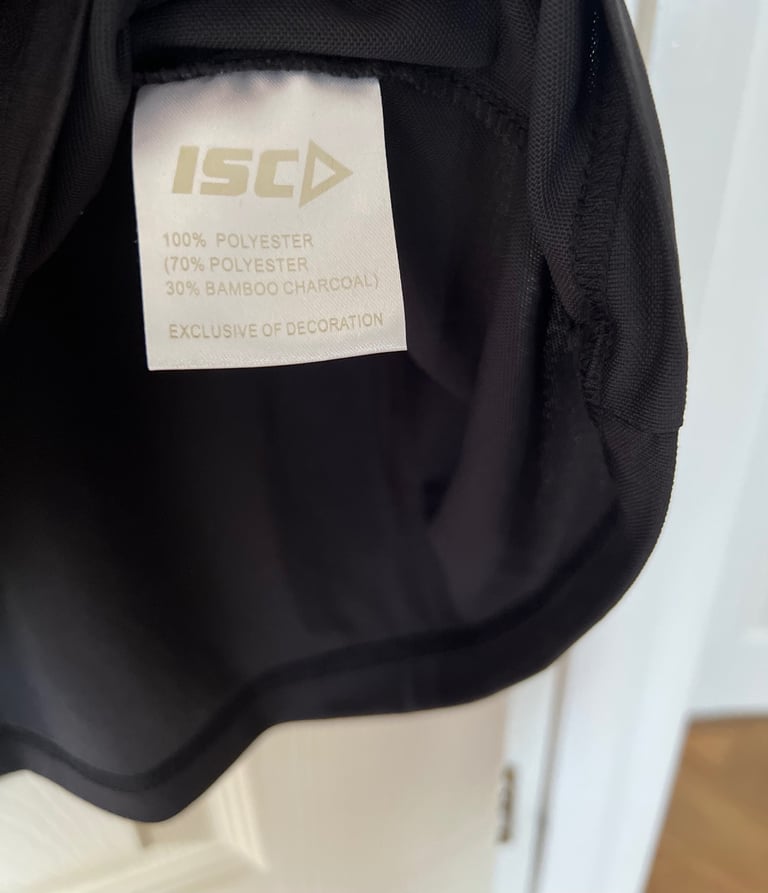 ISC
100% POLYESTER
(70% POLYESTER
30% BAMBOO CHARCOAL)
EXCLUSIVE OF DECORATION